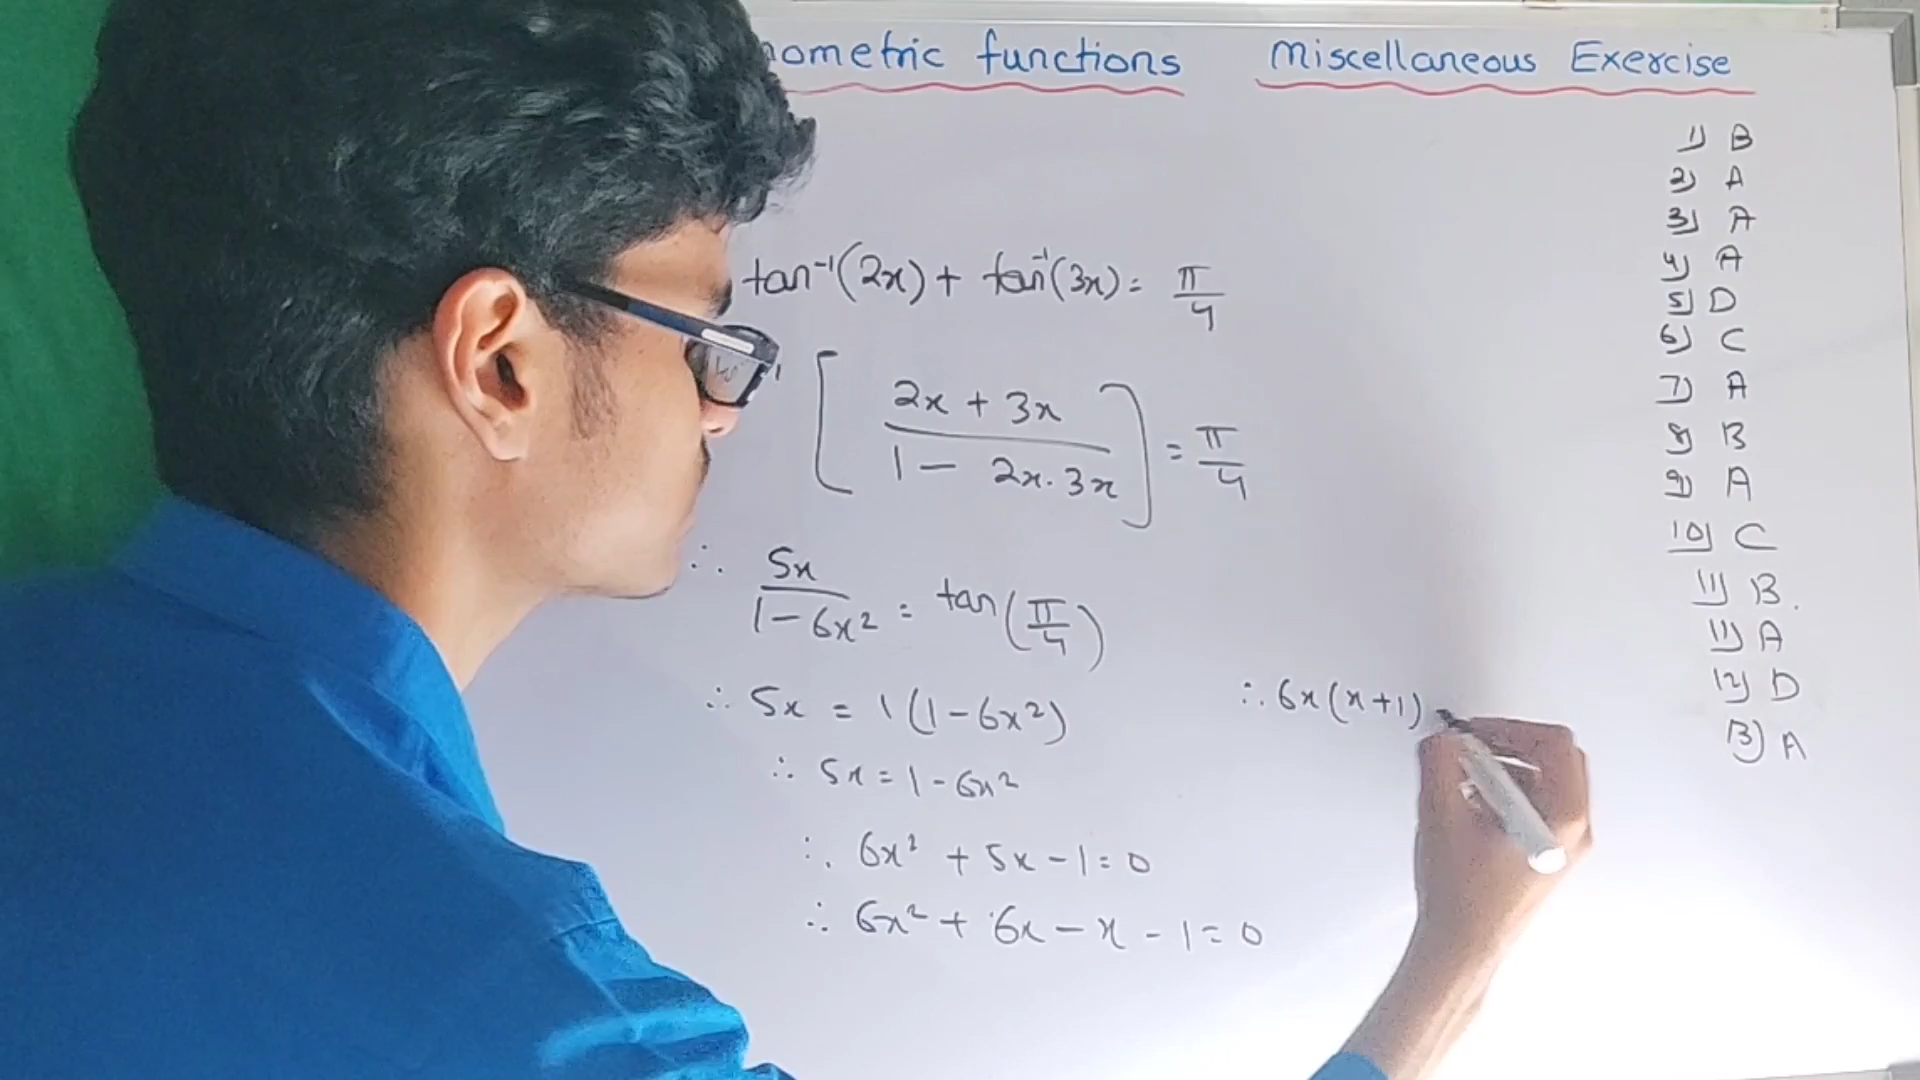 nometric functions Miscellaneous Exercise
tan⁻¹(2x) + tan⁻¹(3x) = π/4
⁻¹ [ (2x + 3x) / (1 - 2x.3x) ] = π/4
∴ 5x / (1 - 6x²) = tan(π/4)
∴ 5x = 1(1 - 6x²)
∴ 5x = 1 - 6x²
∴ 6x² + 5x - 1 = 0
∴ 6x² + 6x - x - 1 = 0
∴ 6x(x+1)
1) B
2) A
3) A
4) A
5) D
6) C
7) A
8) B
9) A
10) C
11) B.
11) A
12) D
13) A